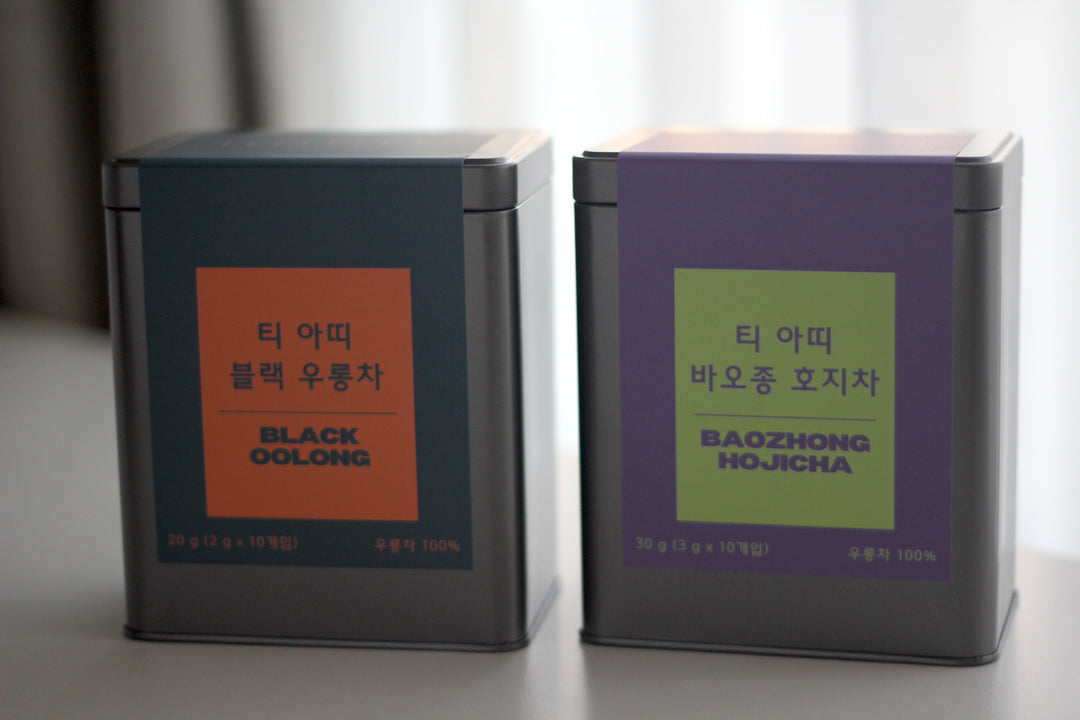 티 아띠
블랙 우롱차
BLACK
OOLONG
20 g (2 g x 10개입)
우롱차 100%
티 아띠
바오종 호지차
BAOZHONG
HOJICHA
30 g (3 g x 10개입)
우롱차 100%